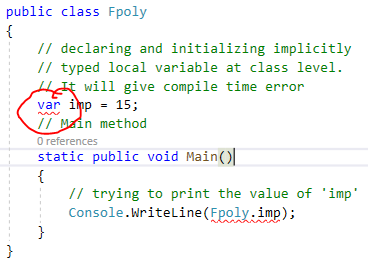 public class Fpoly
{
// declaring and initializing implicitly
// typed local variable at class level.
// It will give compile time error
var imp = 15;
// Main method
0 references
static public void Main()
{
// trying to print the value of 'imp'
Console.WriteLine(Fpoly.imp);
}
}